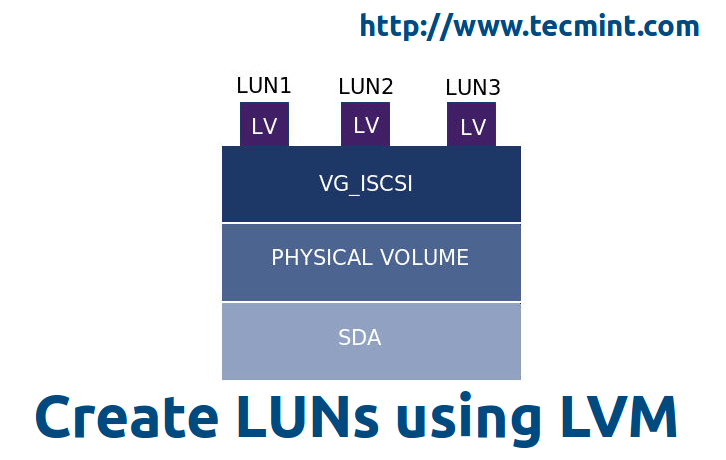 http://www.tecmint.com
LUN1 LUN2 LUN3
LV LV LV
VG_ISCSI
PHYSICAL VOLUME
SDA
Create LUNs using LVM